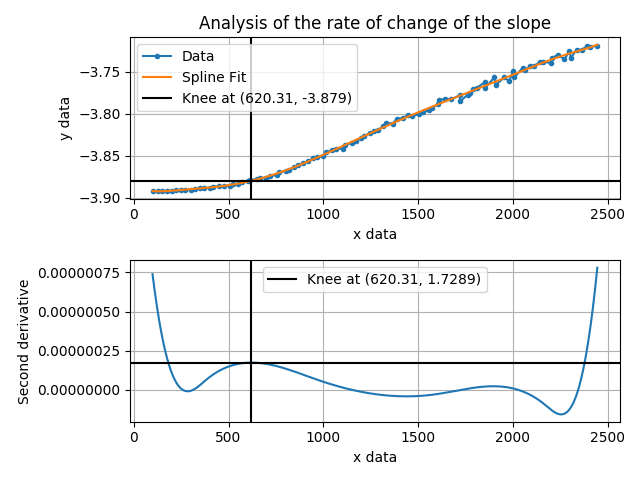 Analysis of the rate of change of the slope
Data
Spline Fit
Knee at (620.31, -3.879)
y data
−3.75
−3.80
−3.85
−3.90
0 500 1000 1500 2000 2500
x data
Knee at (620.31, 1.7289)
Second derivative
0.00000075
0.00000050
0.00000025
0.00000000
0 500 1000 1500 2000 2500
x data